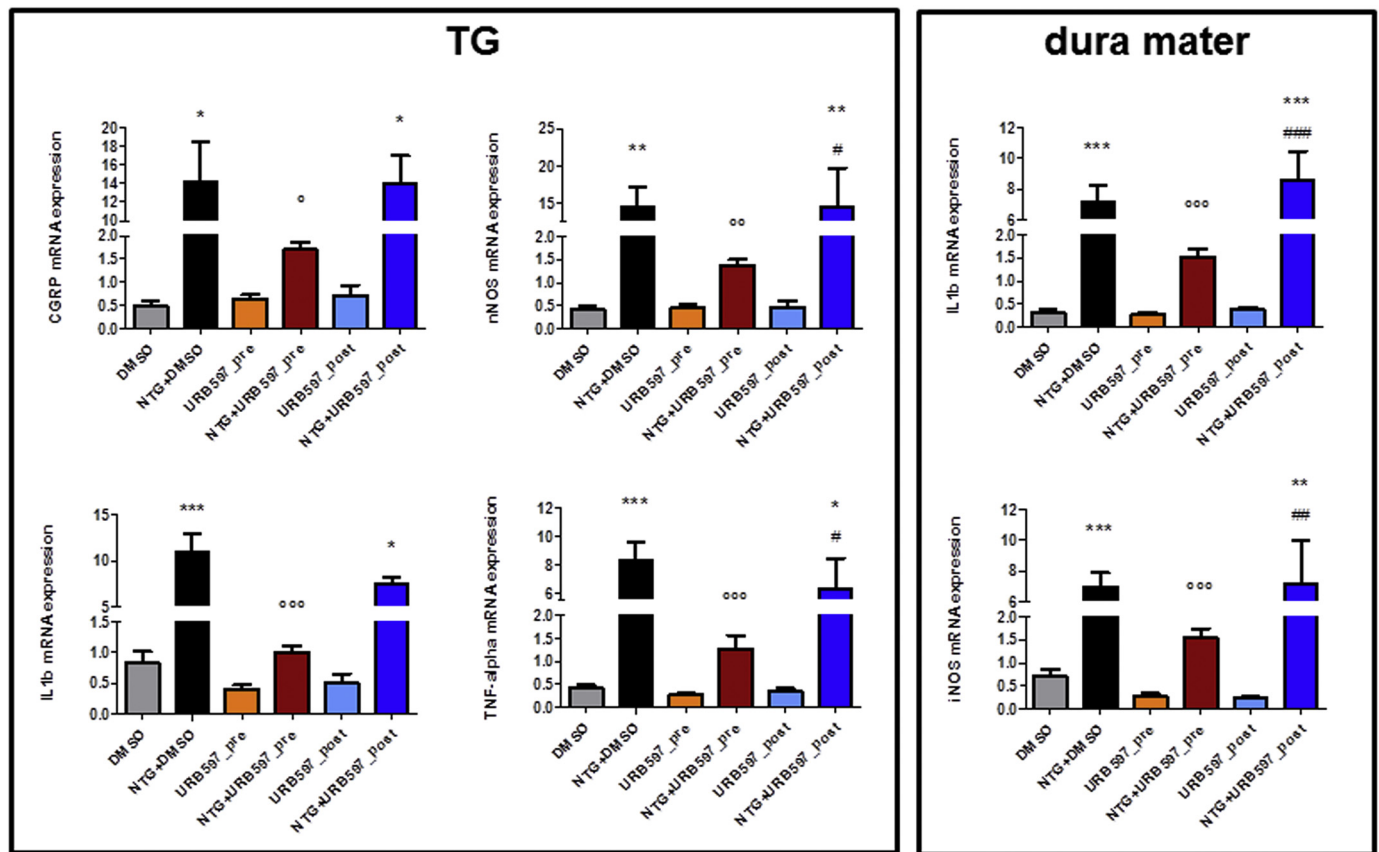 TG
CGRP mRNA expression
*
*
°
20
18
16
14
12
10
2.0
1.5
1.0
0.5
0.0
DMSO
NTG+DMSO
URB597_pre
NTG+URB597_pre
URB597_post
NTG+URB597_post
nNOS mRNA expression
**
**
#
°°
25
20
15
2.0
1.5
1.0
0.5
0.0
DMSO
NTG+DMSO
URB597_pre
NTG+URB597_pre
URB597_post
NTG+URB597_post
IL1b mRNA expression
***
*
°°°
15
10
5
1.5
1.0
0.5
0.0
DMSO
NTG+DMSO
URB597_pre
NTG+URB597_pre
URB597_post
NTG+URB597_post
TNF-alpha mRNA expression
***
*
#
°°°
12
10
8
6
2.0
1.5
1.0
0.5
0.0
DMSO
NTG+DMSO
URB597_pre
NTG+URB597_pre
URB597_post
NTG+URB597_post
dura mater
IL1b mRNA expression
***
***
###
°°°
12
10
8
6
2.0
1.5
1.0
0.5
0.0
DMSO
NTG+DMSO
URB597_pre
NTG+URB597_pre
URB597_post
NTG+URB597_post
iNOS mRNA expression
**
##
***
°°°
12
10
8
6
2.0
1.5
1.0
0.5
0.0
DMSO
NTG+DMSO
URB597_pre
NTG+URB597_pre
URB597_post
NTG+URB597_post